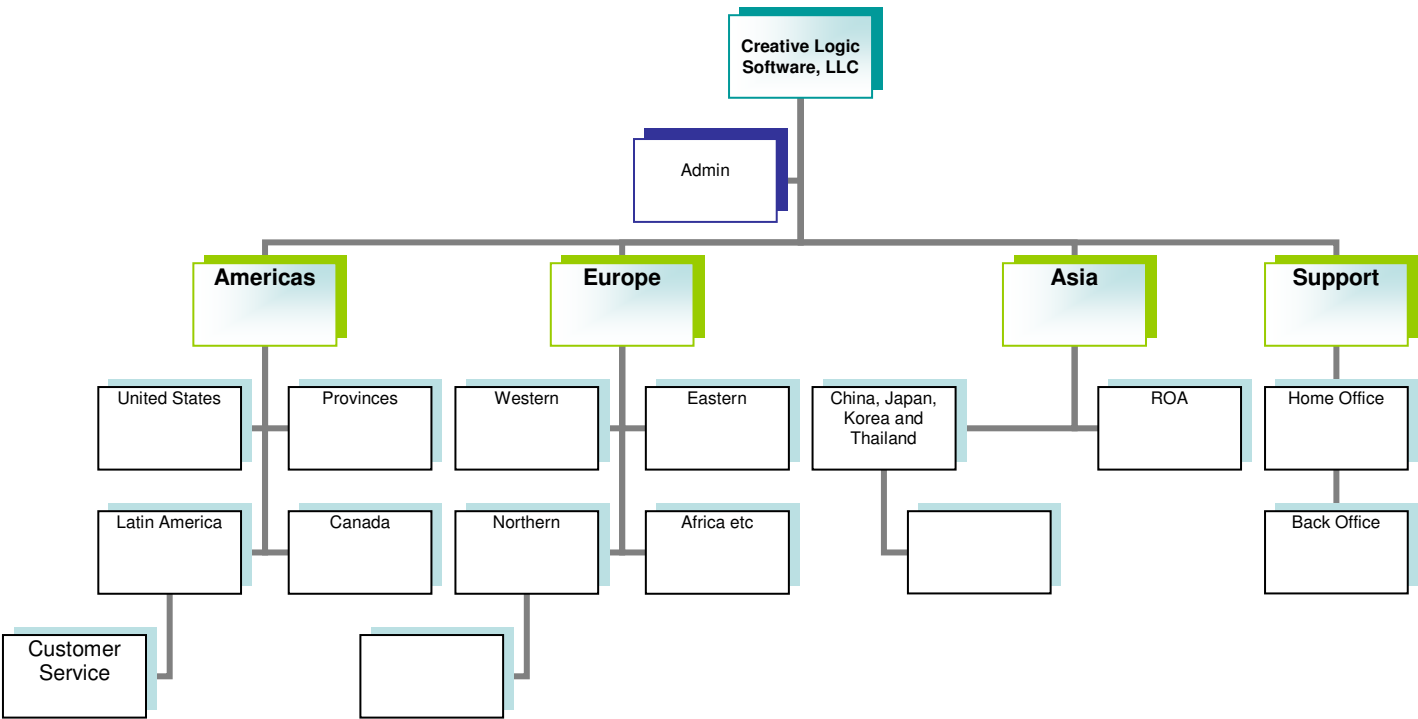 Creative Logic
Software, LLC
Admin
Americas
Europe
Asia
Support
United States
Provinces
Western
Eastern
China, Japan,
Korea and
Thailand
ROA
Home Office
Latin America
Canada
Northern
Africa etc
Back Office
Customer
Service